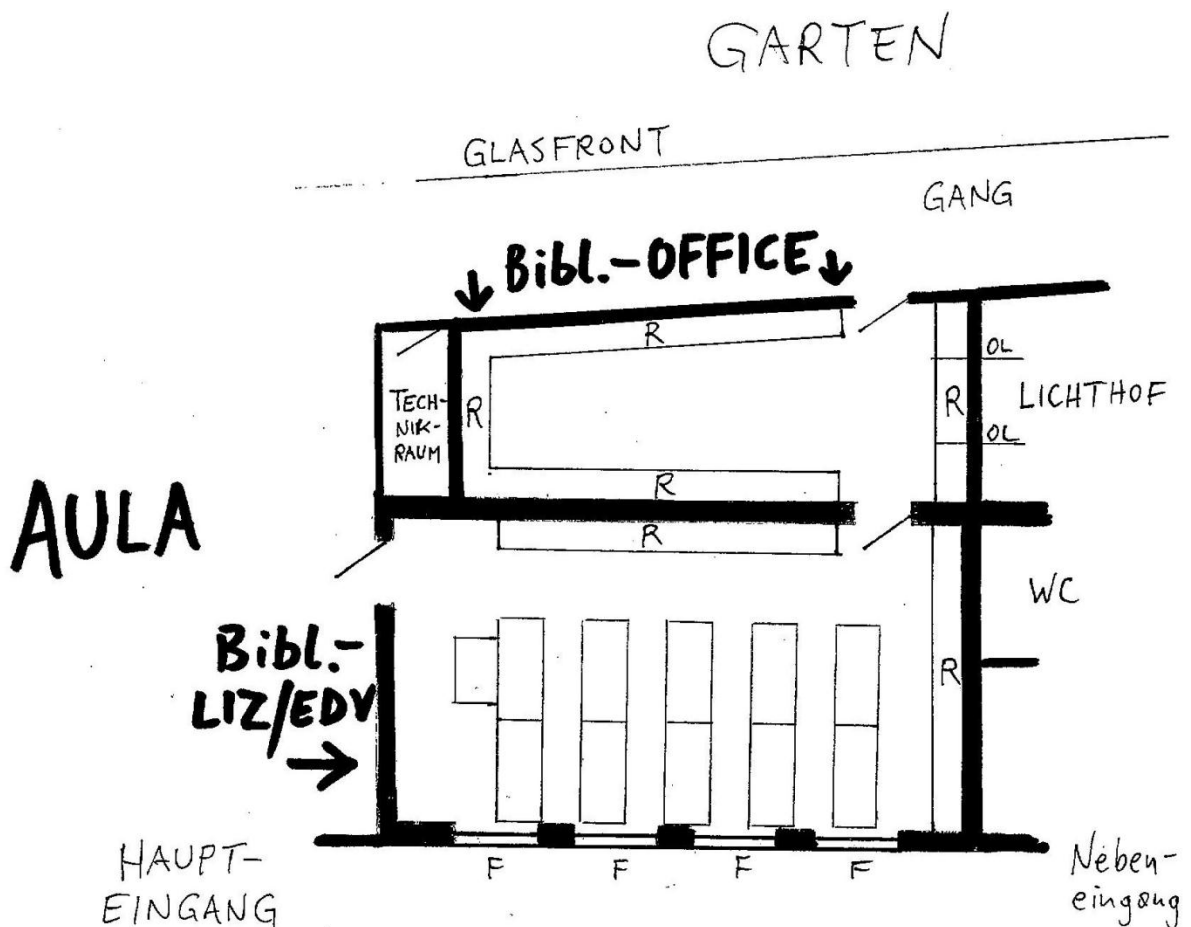 GARTEN
GLASFRONT
GANG
Bibl.-OFFICE
R
TECH-
NIK-
RAUM
R
R
OL
R
LICHTHOF
OL
AULA
R
WC
Bibl.-
LIZ/EDV
R
HAUPT-
EINGANG
F
F
F
F
Neben-
eingang